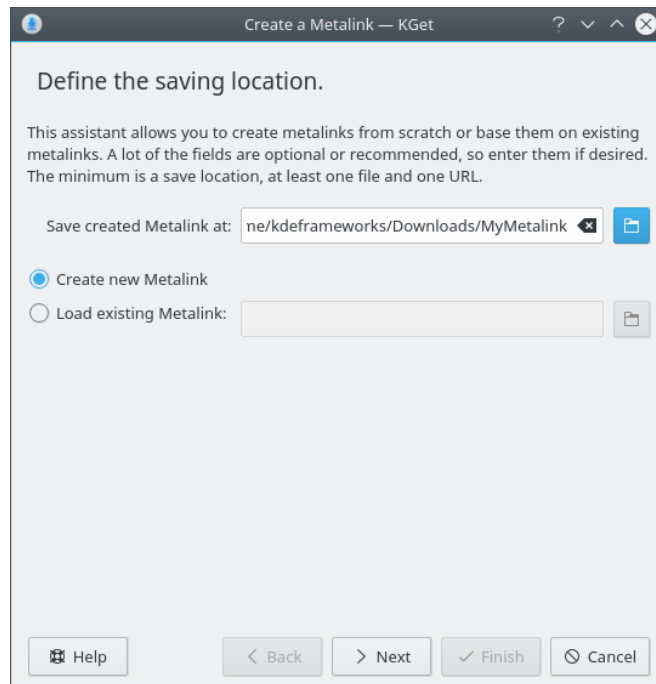 Create a Metalink — KGet
Define the saving location.
This assistant allows you to create metalinks from scratch or base them on existing
metalinks. A lot of the fields are optional or recommended, so enter them if desired.
The minimum is a save location, at least one file and one URL.
Save created Metalink at: ne/kdeframeworks/Downloads/MyMetalink
Create new Metalink
Load existing Metalink:
Help < Back > Next Finish Cancel